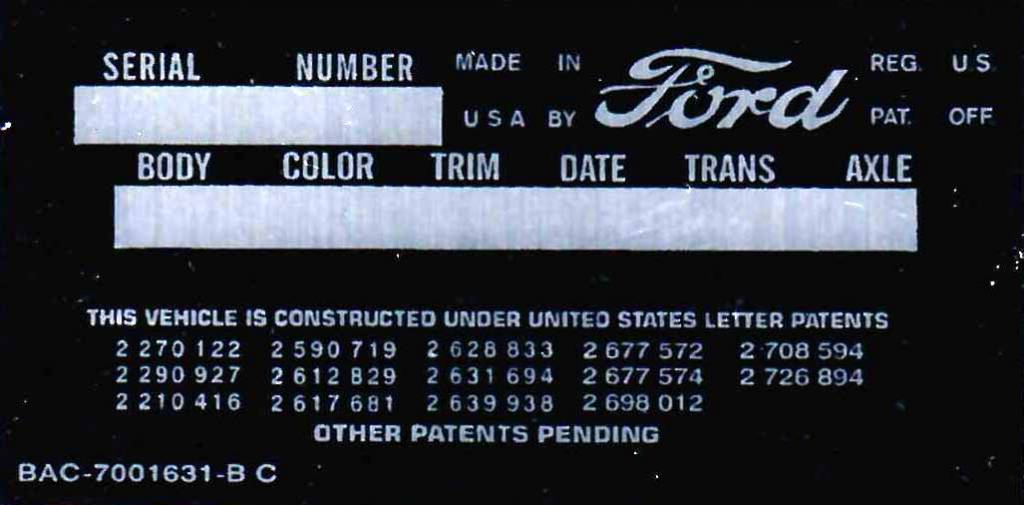 SERIAL NUMBER MADE IN Ford REG. U.S.
U S A BY PAT. OFF.
BODY COLOR TRIM DATE TRANS AXLE
THIS VEHICLE IS CONSTRUCTED UNDER UNITED STATES LETTER PATENTS
2 270 122 2 590 719 2 628 833 2 677 572 2 708 594
2 290 927 2 612 829 2 631 694 2 677 574 2 726 894
2 210 416 2 617 681 2 639 938 2 698 012
OTHER PATENTS PENDING
BAC-7001631-B C